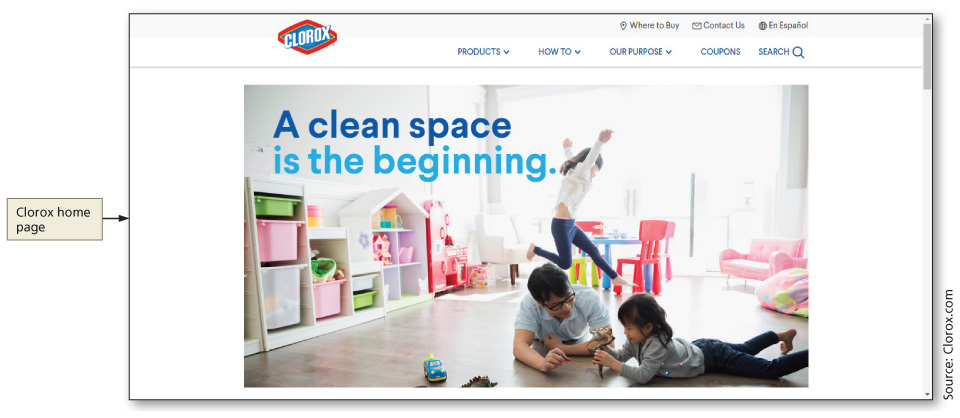 CLOROX
Where to Buy Contact Us En Español
PRODUCTS HOW TO OUR PURPOSE COUPONS SEARCH
A clean space
is the beginning.
Clorox home
page
Source: Clorox.com